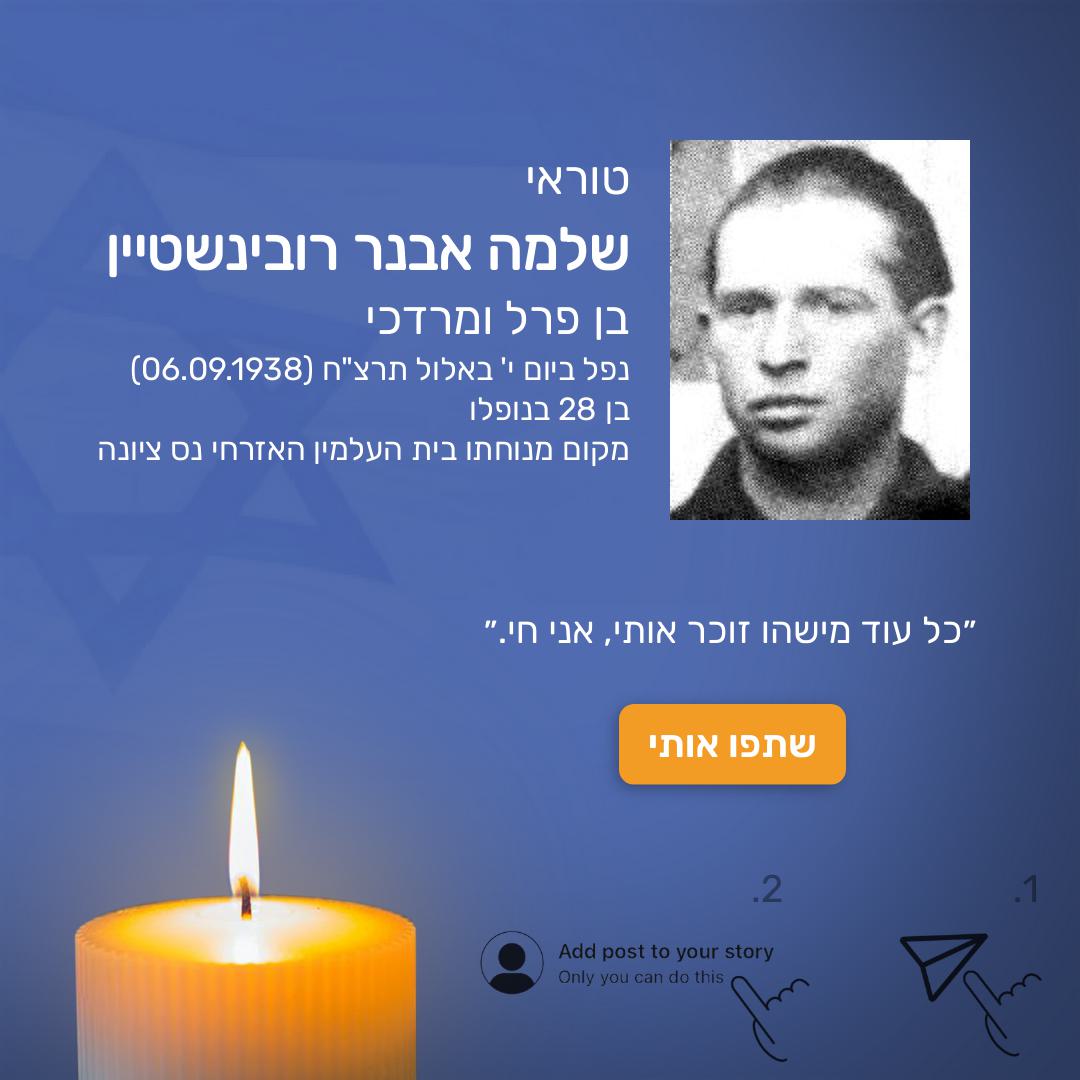 טוראי
שלמה אבנר רובינשטיין
בן פרל ומרדכי
נפל ביום י' באלול תרצ"ח (06.09.1938)
בן 28 בנופלו
מקום מנוחתו בית העלמין האזרחי נס ציונה
״כל עוד מישהו זוכר אותי, אני חי.״
שתפו אותי
1.
2.
Add post to your story
Only you can do this